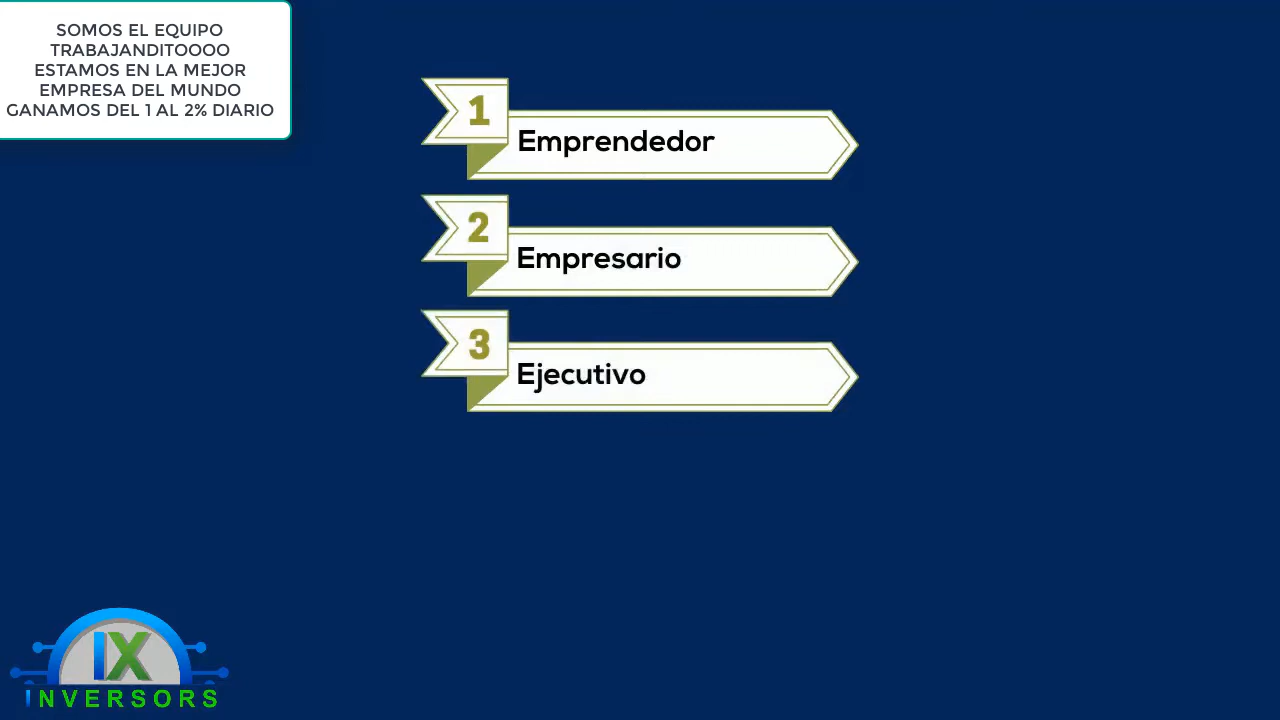 SOMOS EL EQUIPO
TRABAJANDITOOOO
ESTAMOS EN LA MEJOR
EMPRESA DEL MUNDO
GANAMOS DEL 1 AL 2% DIARIO
1
Emprendedor
2
Empresario
3
Ejecutivo
IX
INVERSORS